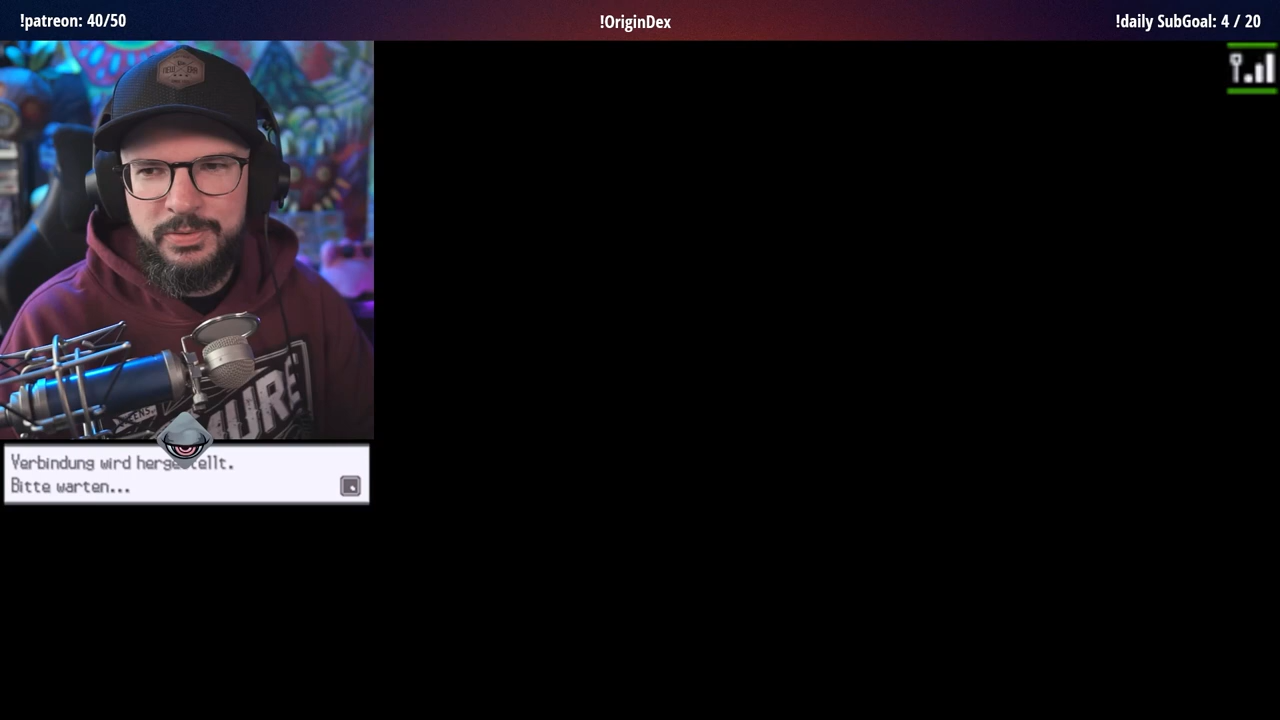 !patreon: 40/50
!OriginDex
!daily SubGoal: 4 / 20
Verbindung wird hergestellt.
Bitte warten...